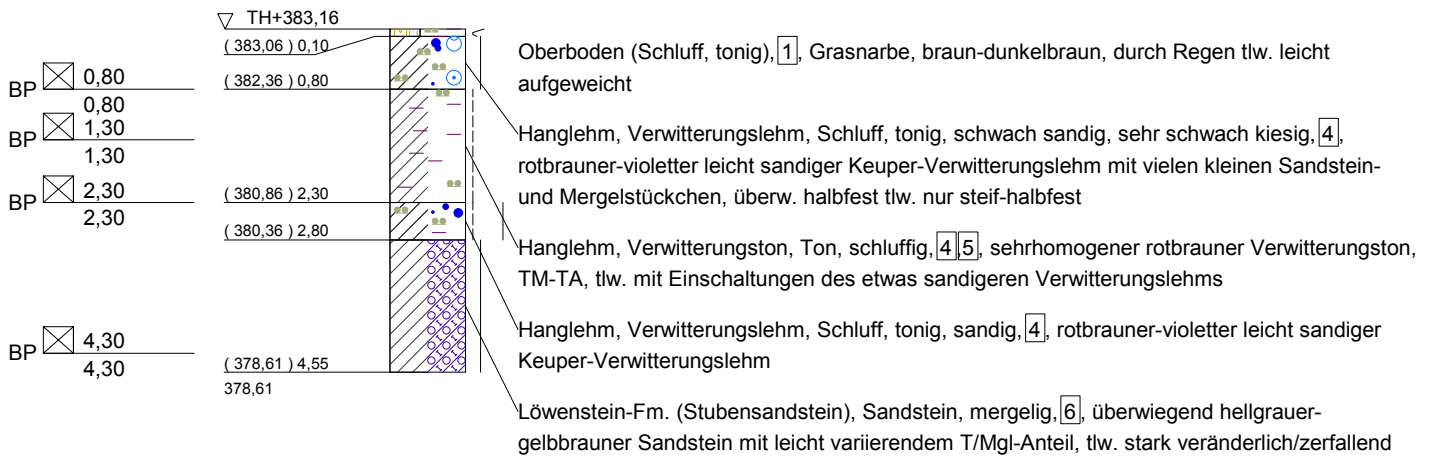 TH+383,16
( 383,06 ) 0,10
( 382,36 ) 0,80
( 380,86 ) 2,30
( 380,36 ) 2,80
( 378,61 ) 4,55
378,61
BP 0,80
0,80
BP 1,30
1,30
BP 2,30
2,30
BP 4,30
4,30
Oberboden (Schluff, tonig), 1, Grasnarbe, braun-dunkelbraun, durch Regen tlw. leicht
aufgeweicht
Hanglehm, Verwitterungslehm, Schluff, tonig, schwach sandig, sehr schwach kiesig, 4,
rotbrauner-violetter leicht sandiger Keuper-Verwitterungslehm mit vielen kleinen Sandstein-
und Mergelstückchen, überw. halbfest tlw. nur steif-halbfest
Hanglehm, Verwitterungston, Ton, schluffig, 4 5, sehrhomogener rotbrauner Verwitterungston,
TM-TA, tlw. mit Einschaltungen des etwas sandigeren Verwitterungslehms
Hanglehm, Verwitterungslehm, Schluff, tonig, sandig, 4, rotbrauner-violetter leicht sandiger
Keuper-Verwitterungslehm
Löwenstein-Fm. (Stubensandstein), Sandstein, mergelig, 6, überwiegend hellgrauer-
gelbbrauner Sandstein mit leicht variierendem T/Mgl-Anteil, tlw. stark veränderlich/zerfallend